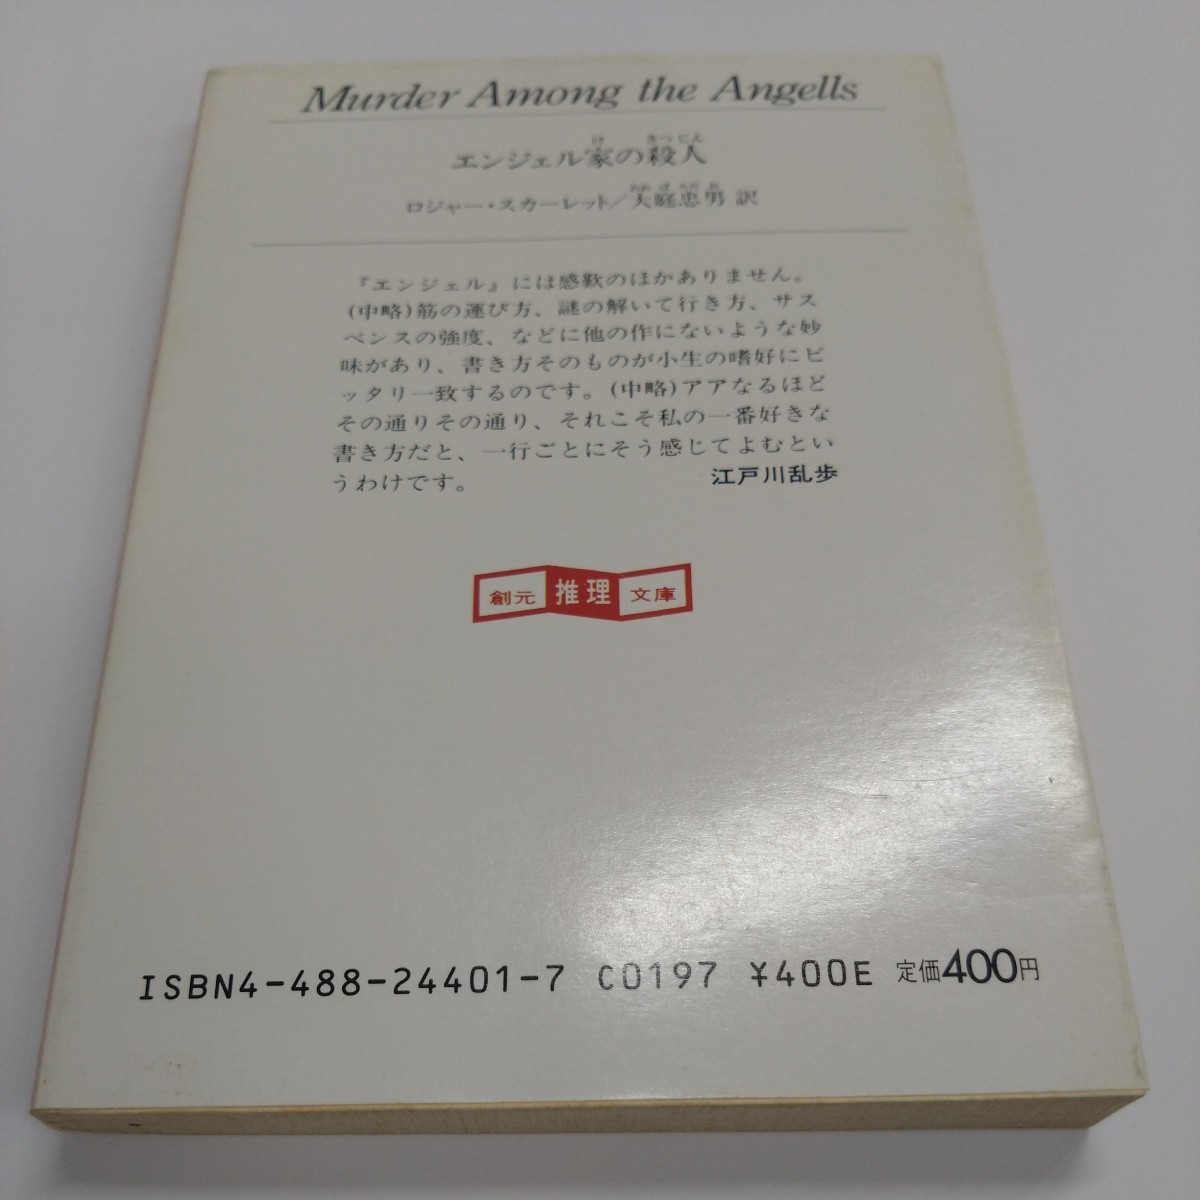 Murder Among the Angells
エンジェル家の殺人
ロジャー・スカーレット/大庭忠男 訳
『エンジェル』には感歎のほかありません。
(中略)筋の運び方、謎の解いて行き方、サス
ペンスの強度、などに他の作にないような妙
味があり、書き方そのものが小生の嗜好にピ
ッタリ一致するのです。(中略)アアなるほど
その通りその通り、それこそ私の一番好きな
書き方だと、一行ごとにそう感じてよむとい
うわけです。 江戸川乱歩
創元 推理 文庫
ISBN4-488-24401-7 C0197 ¥400E 定価400円